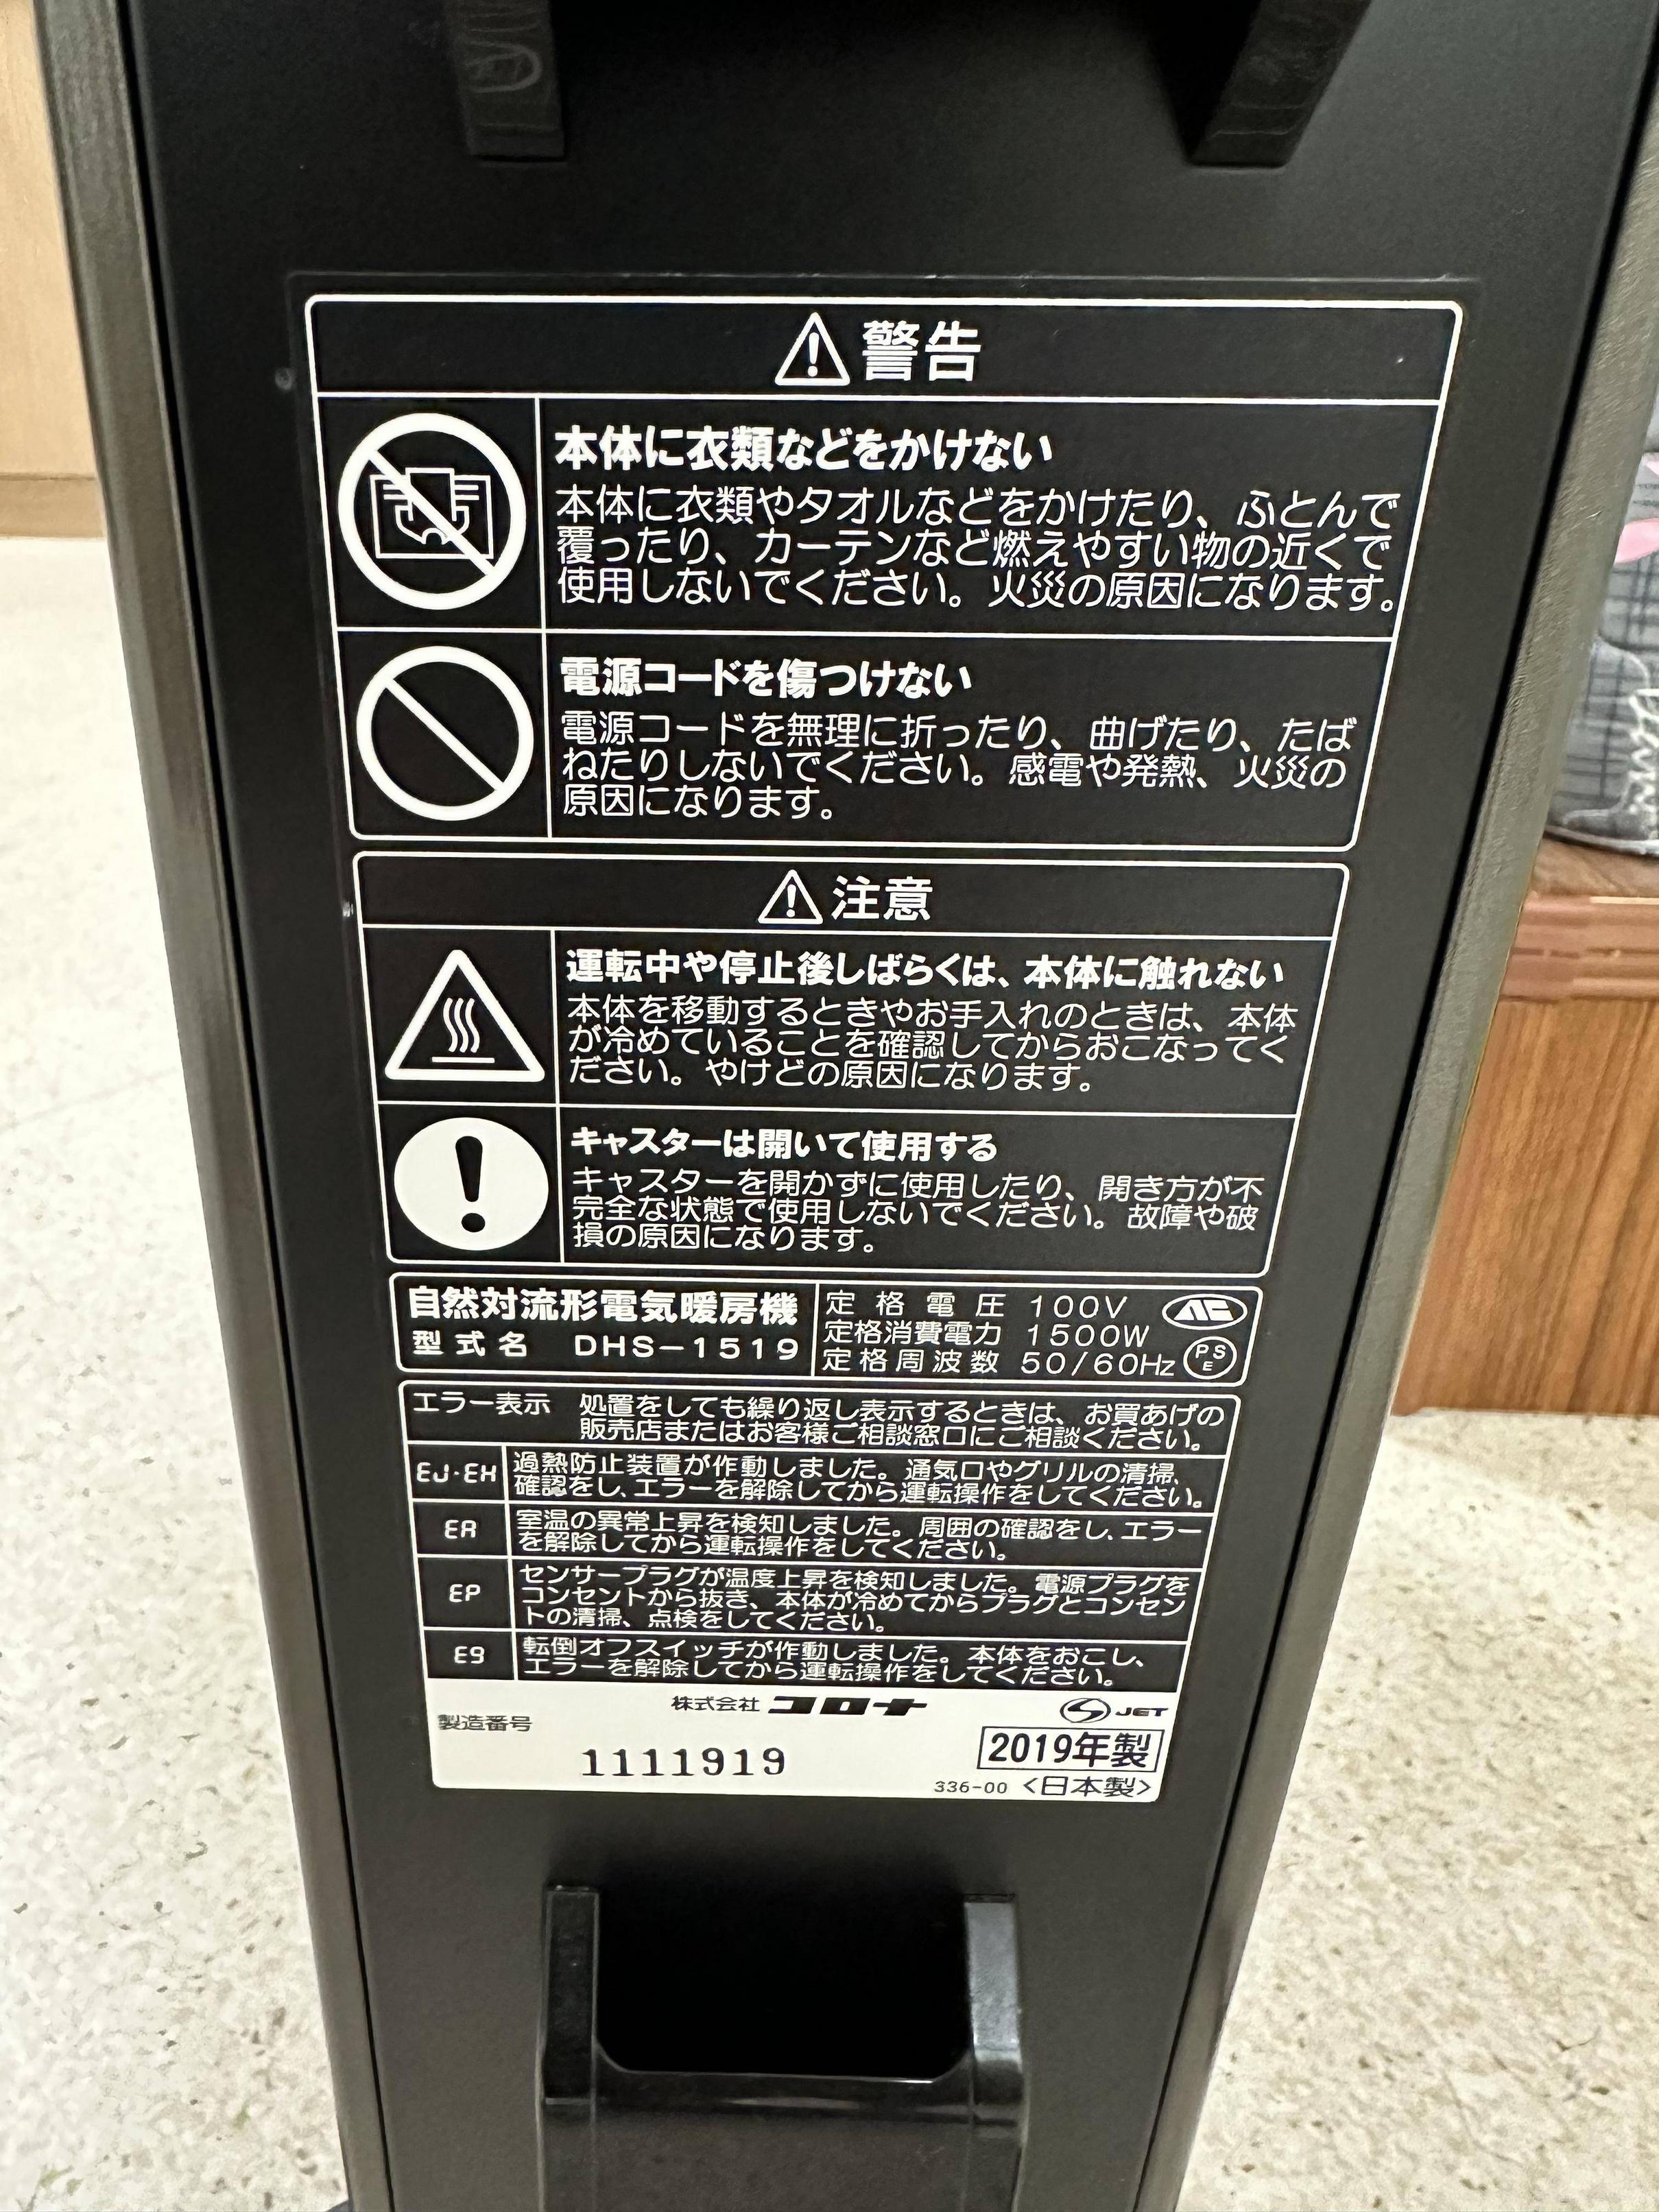 警告
本体に衣類などをかけない
本体に衣類やタオルなどをかけたり、ふとんで
覆ったり、カーテンなど燃えやすい物の近くで
使用しないでください。火災の原因になります。
電源コードを傷つけない
電源コードを無理に折ったり、曲げたり、たば
ねたりしないでください。感電や発熱、火災の
原因になります。
注意
運転中や停止後しばらくは、本体に触れない
本体を移動するときやお手入れのときは、本体
が冷めていることを確認してからおこなってく
ださい。やけどの原因になります。
キャスターは開いて使用する
キャスターを開かずに使用したり、開き方が不
完全な状態で使用しないでください。故障や破
損の原因になります。
自然対流形電気暖房機
型式名 DHS-1519
定格電圧 100V
定格消費電力 1500W
定格周波数 50/60Hz
PSE
エラー表示 処置をしても繰り返し表示するときは、お買あげの
販売店またはお客様ご相談窓口にご相談ください。
EJ・EH 過熱防止装置が作動しました。通気口やグリルの清掃、
確認をし、エラーを解除してから運転操作をしてください。
EA 室温の異常上昇を検知しました。周囲の確認をし、エラー
を解除してから運転操作をしてください。
EP センサープラグが温度上昇を検知しました。電源プラグを
コンセントから抜き、本体が冷めてからプラグとコンセン
トの清掃、点検をしてください。
E9 転倒オフスイッチが作動しました。本体をおこし、
エラーを解除してから運転操作をしてください。
株式会社 コロナ
JET
製造番号
1111919
2019年製
336-00 <日本製>